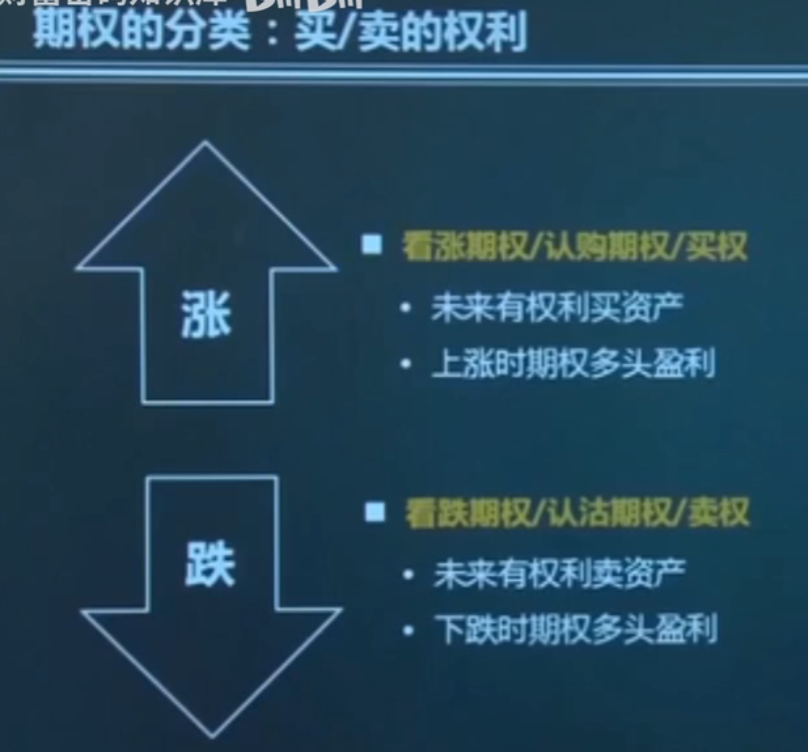 期权的分类：买/卖的权利
涨
看涨期权/认购期权/买权
未来有权利买资产
上涨时期权多头盈利
跌
看跌期权/认沽期权/卖权
未来有权利卖资产
下跌时期权多头盈利